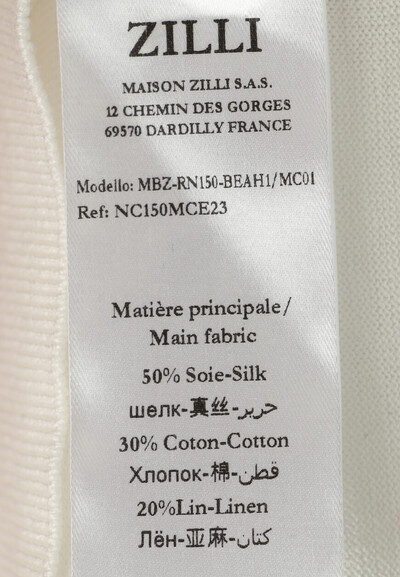 ZILLI
MAISON ZILLI S.A.S.
12 CHEMIN DES GORGES
69570 DARDILLY FRANCE
Modello: MBZ-RN150-BEAH1/MC01
Ref: NC150MCE23
Matière principale/
Main fabric
50% Soie-Silk
шелк-真丝-حرير
30% Coton-Cotton
Хлопок-棉-قطن
20%Lin-Linen
Лён-亚麻-كتان